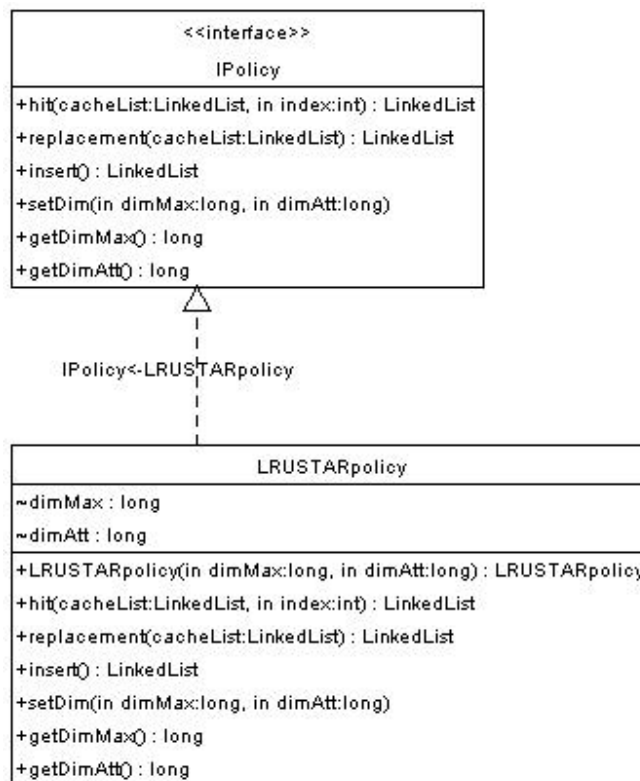 <<interface>>
IPolicy
+hit(cacheList:LinkedList, in index:int) : LinkedList
+replacement(cacheList:LinkedList) : LinkedList
+insert() : LinkedList
+setDim(in dimMax:long, in dimAtt:long)
+getDimMax() : long
+getDimAtt() : long
IPolicy<-LRUSTARpolicy
LRUSTARpolicy
~dimMax : long
~dimAtt : long
+LRUSTARpolicy(in dimMax:long, in dimAtt:long) : LRUSTARpolicy
+hit(cacheList:LinkedList, in index:int) : LinkedList
+replacement(cacheList:LinkedList) : LinkedList
+insert() : LinkedList
+setDim(in dimMax:long, in dimAtt:long)
+getDimMax() : long
+getDimAtt() : long